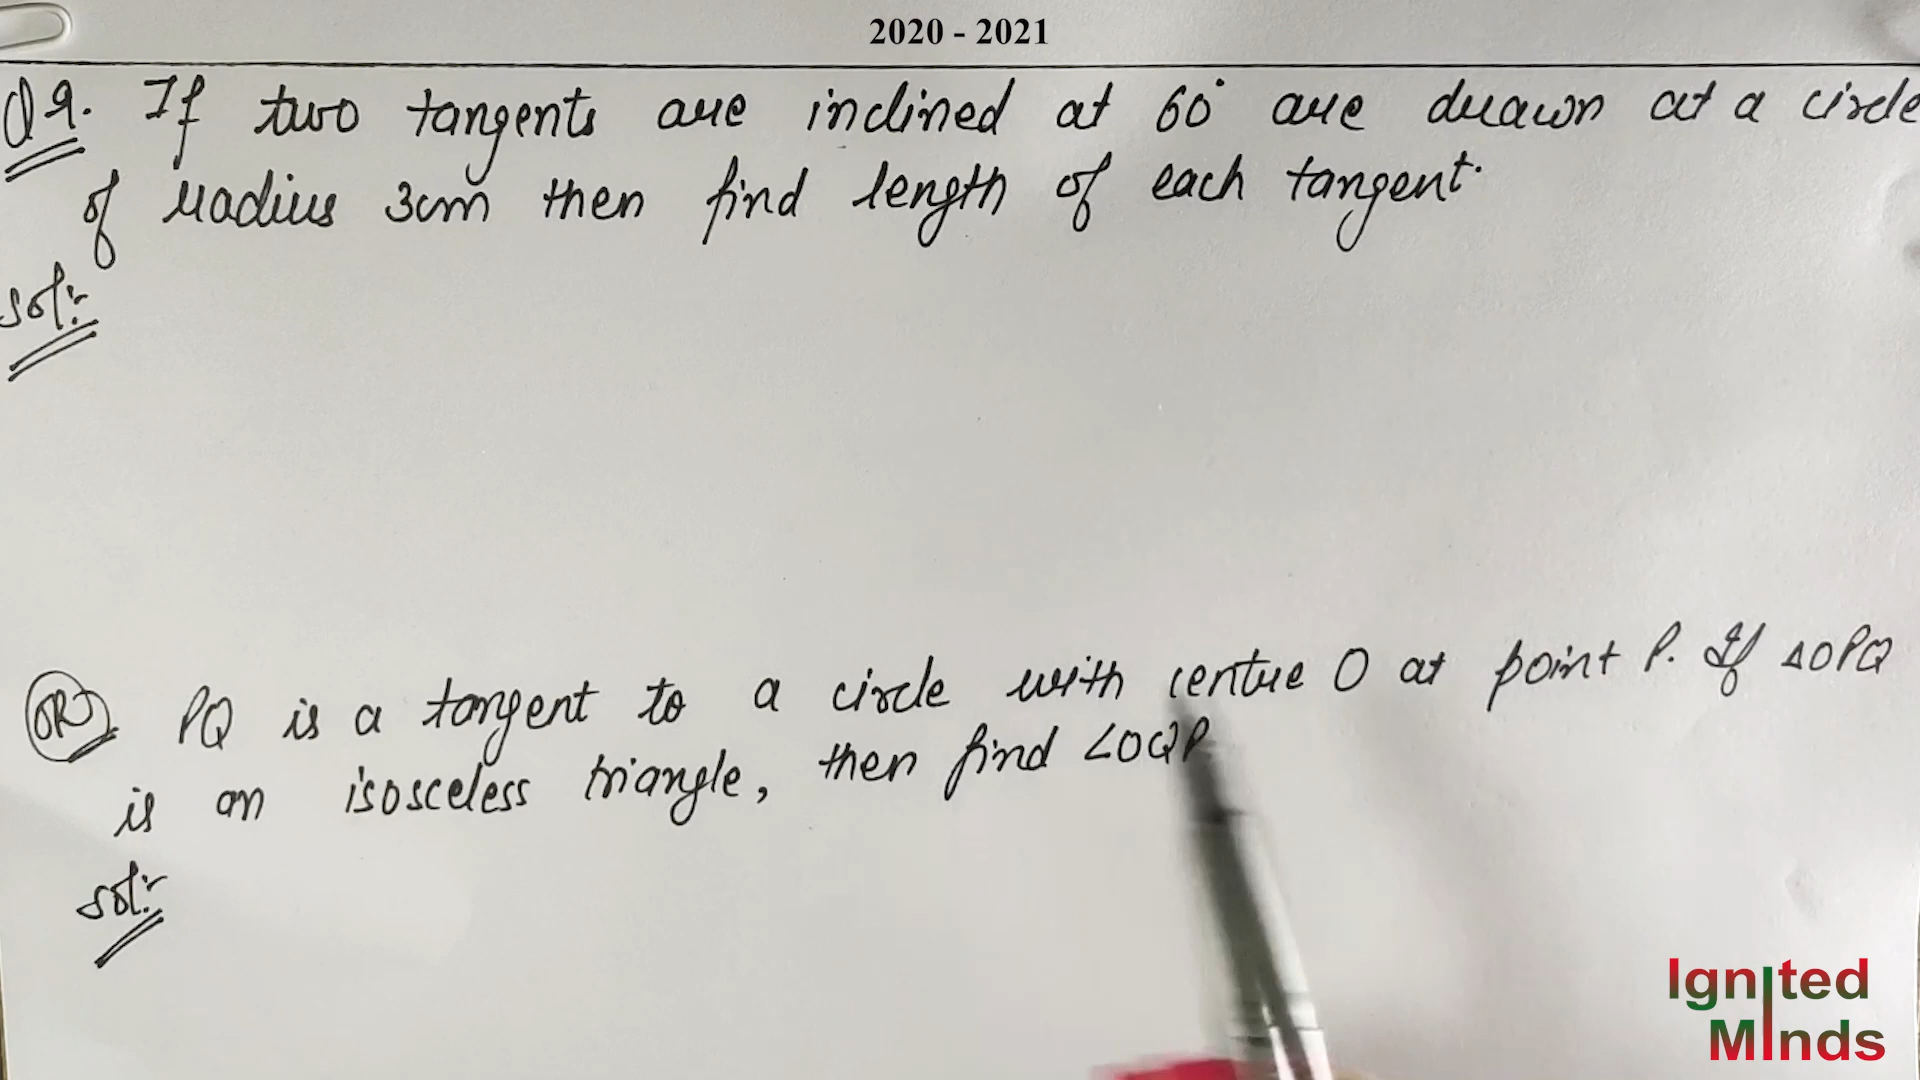 2020 - 2021
Q9. If two tangents are inclined at 60° are drawn at a circle
of radius 3cm then find length of each tangent.
Sol:-
OR PQ is a tangent to a circle with centre O at point P. If △OPQ
is an isosceless triangle, then find ∠OQP
Sol:-
Ignited
Minds